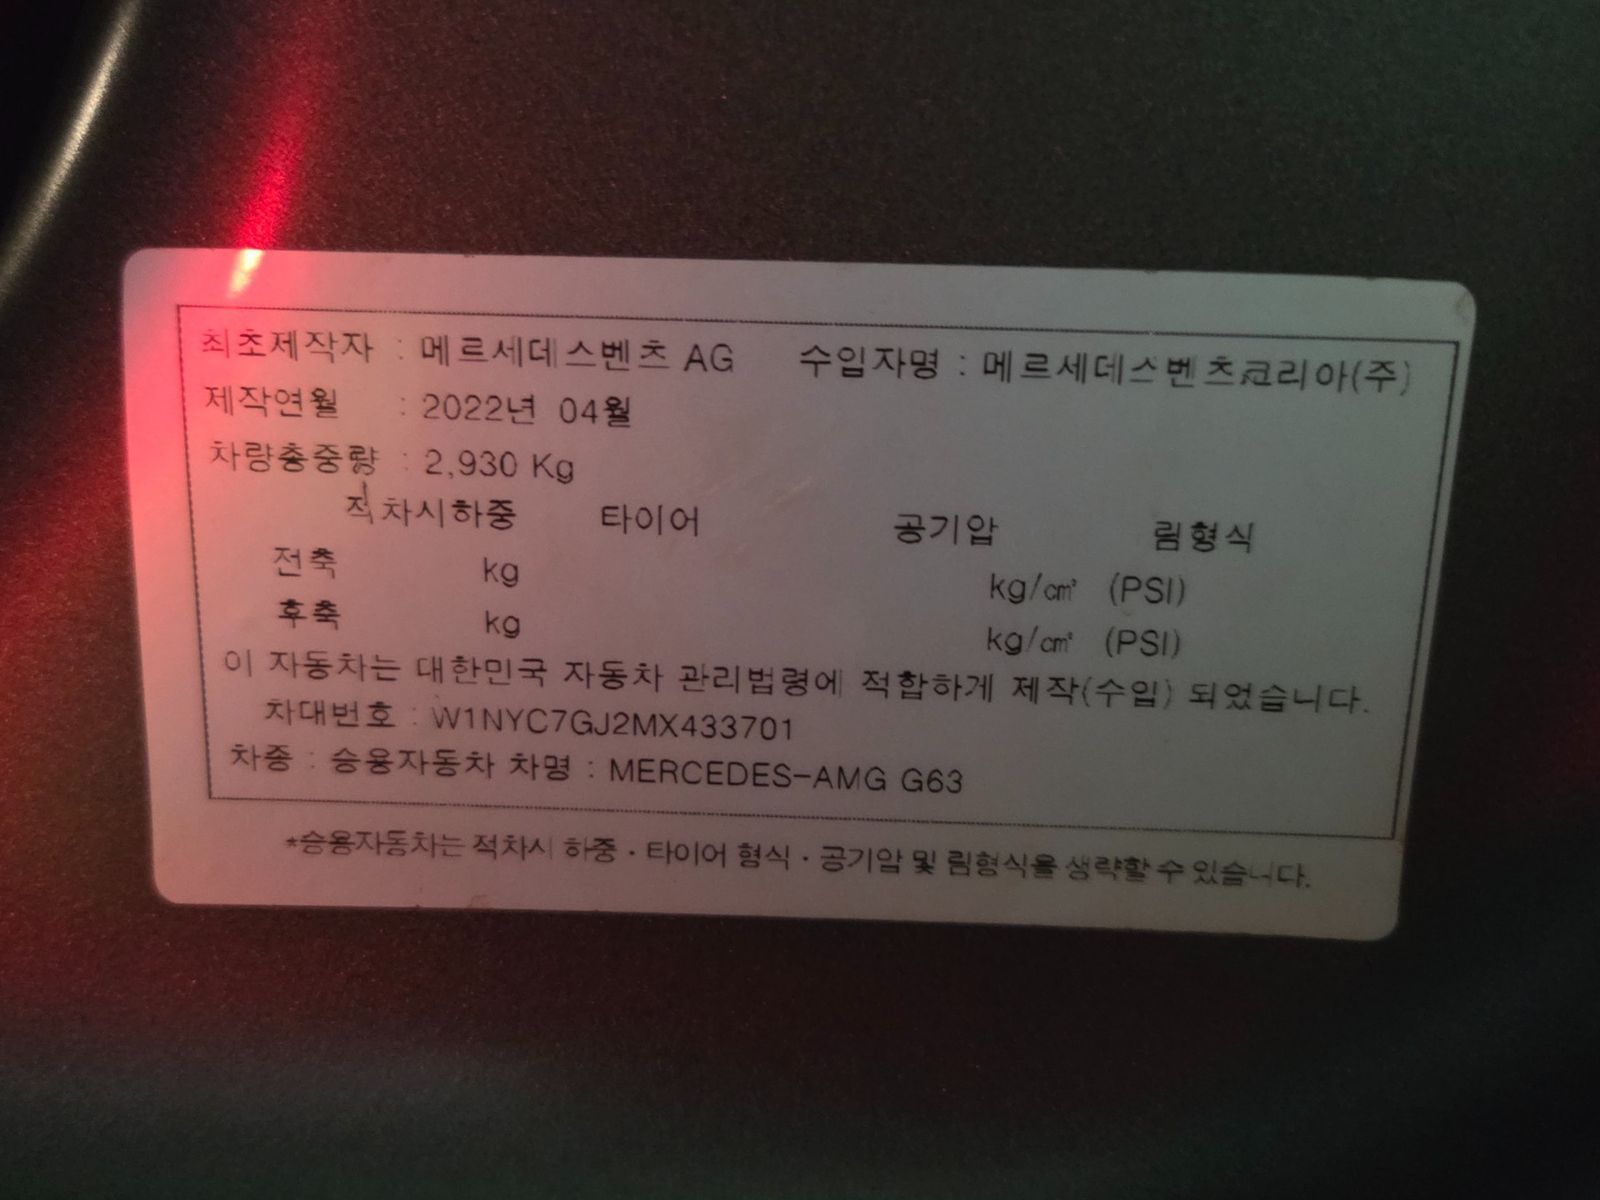 최초제작자 : 메르세데스벤츠 AG 수입자명 : 메르세데스벤츠코리아(주)
제작연월 : 2022년 04월
차량총중량 : 2,930 Kg
적차시하중 타이어 공기압 림형식
전축 kg kg/㎠ (PSI)
후축 kg kg/㎠ (PSI)
이 자동차는 대한민국 자동차 관리법령에 적합하게 제작(수입) 되었습니다.
차대번호 : W1NYC7GJ2MX433701
차종 : 승용자동차 차명 : MERCEDES-AMG G63
*승용자동차는 적차시 하중 · 타이어 형식 · 공기압 및 림형식을 생략할 수 있습니다.